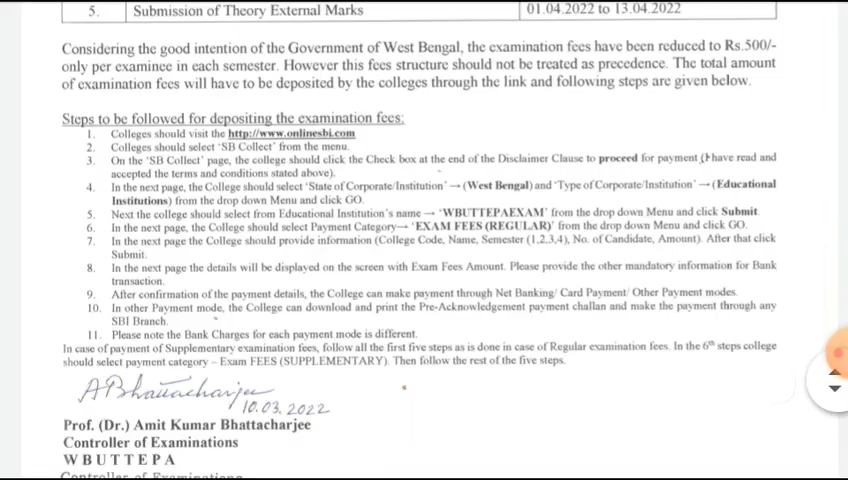 5. Submission of Theory External Marks 01.04.2022 to 13.04.2022
Considering the good intention of the Government of West Bengal, the examination fees have been reduced to Rs.500/-
only per examinee in each semester. However this fees structure should not be treated as precedence. The total amount
of examination fees will have to be deposited by the colleges through the link and following steps are given below.
Steps to be followed for depositing the examination fees:
1. Colleges should visit the http://www.onlinesbi.com
2. Colleges should select 'SB Collect' from the menu.
3. On the 'SB Collect' page, the college should click the Check box at the end of the Disclaimer Clause to proceed for payment (I have read and
accepted the terms and conditions stated above).
4. In the next page, the College should select 'State of Corporate/Institution' → (West Bengal) and 'Type of Corporate/Institution' → (Educational
Institutions) from the drop down Menu and click GO.
5. Next the college should select from Educational Institution's name → 'WBUTTEPAEXAM' from the drop down Menu and click Submit.
6. In the next page, the College should select Payment Category→ 'EXAM FEES (REGULAR)' from the drop down Menu and click GO.
7. In the next page the College should provide information (College Code, Name, Semester (1,2,3,4), No. of Candidate, Amount). After that click
Submit.
8. In the next page the details will be displayed on the screen with Exam Fees Amount. Please provide the other mandatory information for Bank
transaction.
9. After confirmation of the payment details, the College can make payment through Net Banking/ Card Payment/ Other Payment modes.
10. In other Payment mode, the College can download and print the Pre-Acknowledgement payment challan and make the payment through any
SBI Branch.
11. Please note the Bank Charges for each payment mode is different.
In case of payment of Supplementary examination fees, follow all the first five steps as is done in case of Regular examination fees. In the 6th steps college
should select payment category – Exam FEES (SUPPLEMENTARY). Then follow the rest of the five steps.
ABhattacharjee
10.03.2022
Prof. (Dr.) Amit Kumar Bhattacharjee
Controller of Examinations
WBUTTEPA
Controller of Examinations